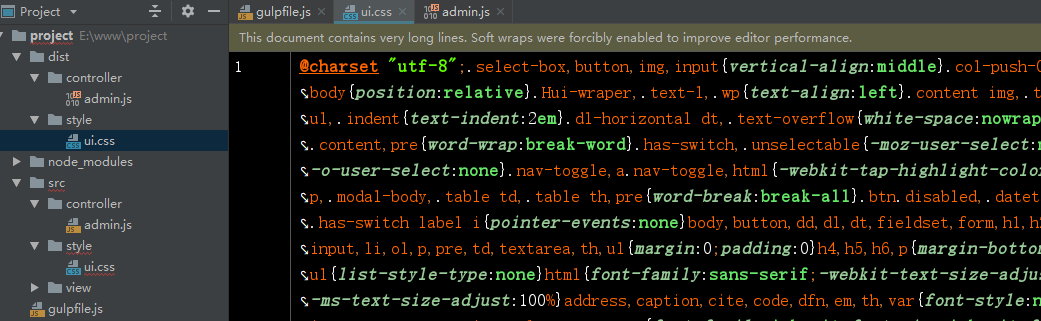 Project
gulpfile.js
ui.css
admin.js
project E:\www\project
dist
controller
admin.js
style
ui.css
node_modules
src
controller
admin.js
style
ui.css
view
gulpfile.js
This document contains very long lines. Soft wraps were forcibly enabled to improve editor performance.
1
@charset "utf-8";.select-box,button,img,input{vertical-align:middle}.col-push-
body{position:relative}.Hui-wraper,.text-l,.wp{text-align:left}.content img,.t
ul,.indent{text-indent:2em}.dl-horizontal dt,.text-overflow{white-space:nowrap
.content,pre{word-wrap:break-word}.has-switch,.unselectable{-moz-user-select:n
-o-user-select:none}.nav-toggle,a.nav-toggle,html{-webkit-tap-highlight-colo
p,.modal-body,.table td,.table th,pre{word-break:break-all}.btn.disabled,.datet
.has-switch label i{pointer-events:none}body,button,dd,dl,dt,fieldset,form,h1,h
input,li,ol,p,pre,td,textarea,th,ul{margin:0;padding:0}h4,h5,h6,p{margin-bottom
ul{list-style-type:none}html{font-family:sans-serif;-webkit-text-size-adjus
-ms-text-size-adjust:100%}address,caption,cite,code,dfn,em,th,var{font-style:n